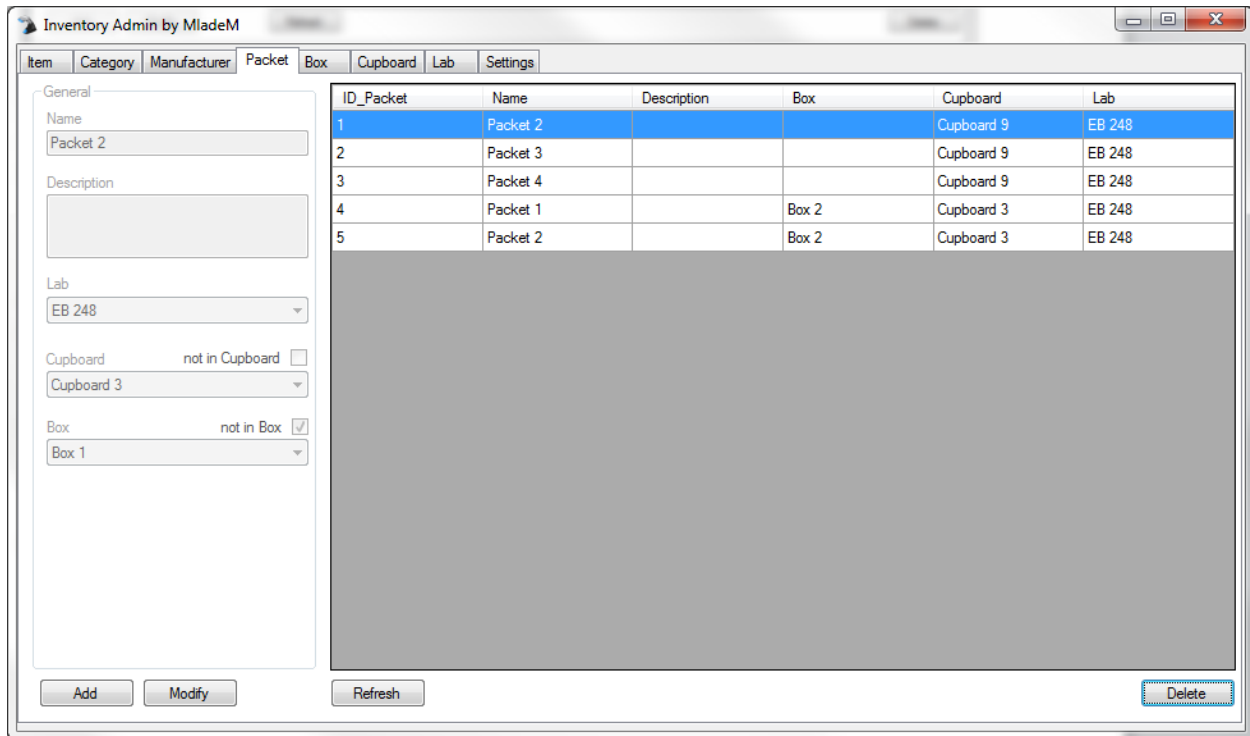 Inventory Admin by MladeM
Item Category Manufacturer Packet Box Cupboard Lab Settings
General
Name
Packet 2
Description
Lab
EB 248
Cupboard not in Cupboard
Cupboard 3
Box not in Box
Box 1
ID_Packet Name Description Box Cupboard Lab
1 Packet 2 Cupboard 9 EB 248
2 Packet 3 Cupboard 9 EB 248
3 Packet 4 Cupboard 9 EB 248
4 Packet 1 Box 2 Cupboard 3 EB 248
5 Packet 2 Box 2 Cupboard 3 EB 248
Add Modify Refresh Delete